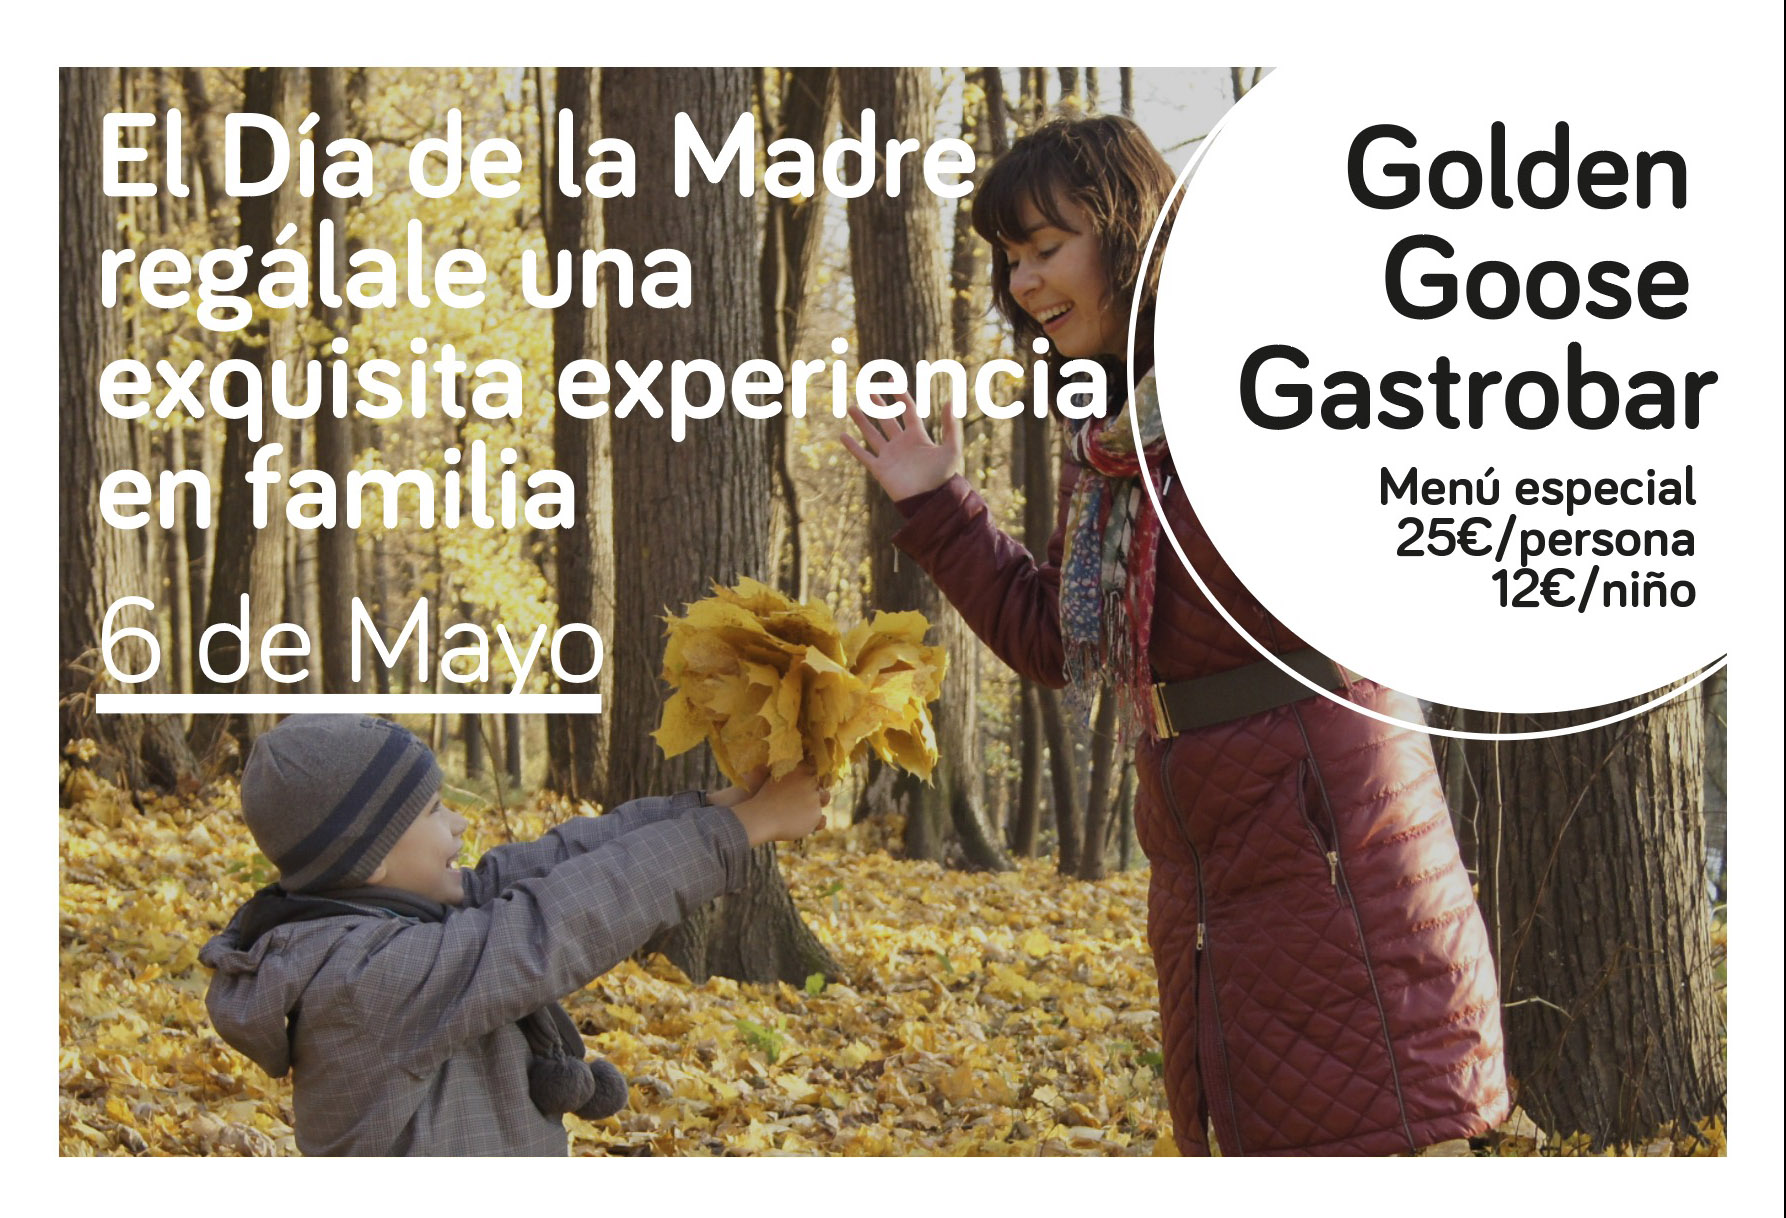 El Día de la Madre
regálale una
exquisita experiencia
en familia
6 de Mayo
Golden
Goose
Gastrobar
Menú especial
25€/persona
12€/niño